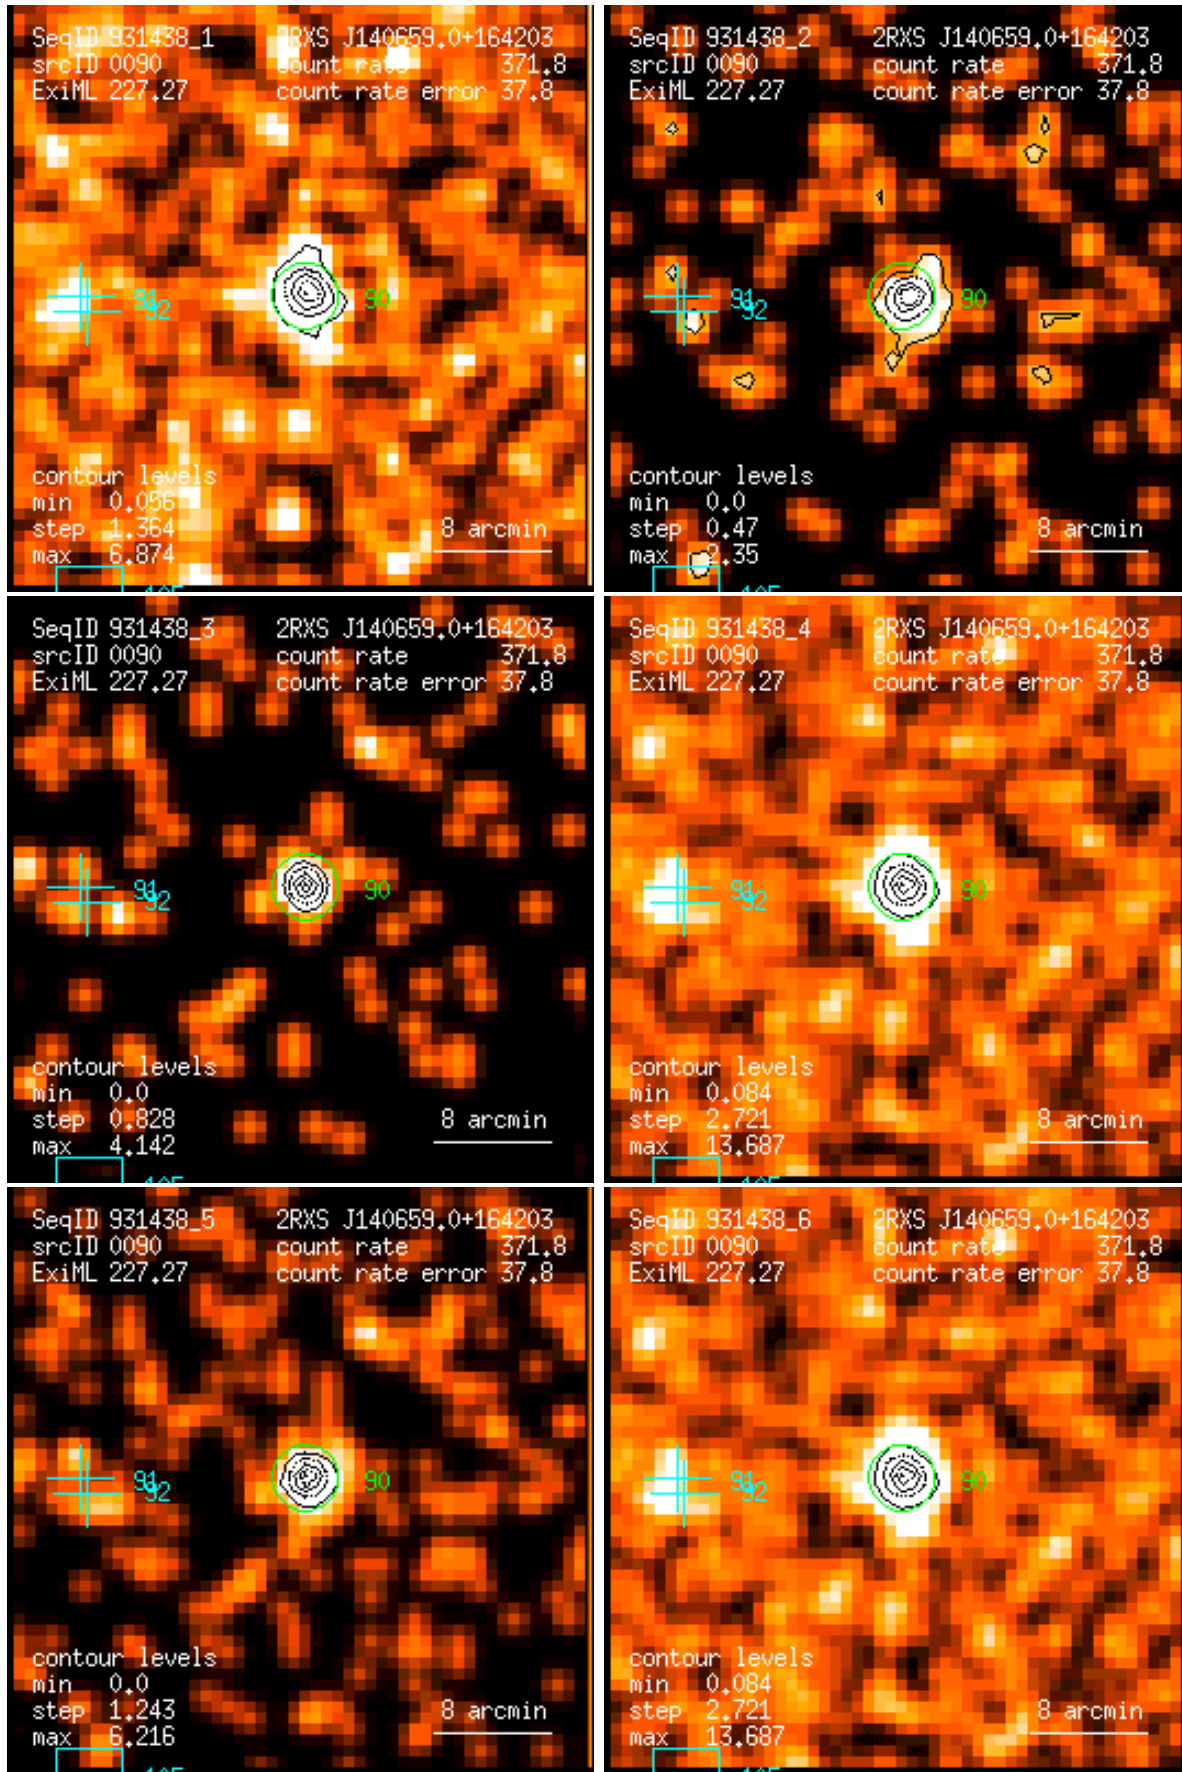 SeqID 931438_1 2RXS J140659.0+164203
srcID 0090 count rate 371.8
ExiML 227.27 count rate error 37.8
91 90
92
contour levels
min 0.056
step 1.364 8 arcmin
max 6.874
SeqID 931438_2 2RXS J140659.0+164203
srcID 0090 count rate 371.8
ExiML 227.27 count rate error 37.8
91 90
92
contour levels
min 0.0
step 0.47 8 arcmin
max 2.35
SeqID 931438_3 2RXS J140659.0+164203
srcID 0090 count rate 371.8
ExiML 227.27 count rate error 37.8
91 90
92
contour levels
min 0.0
step 0.828 8 arcmin
max 4.142
SeqID 931438_4 2RXS J140659.0+164203
srcID 0090 count rate 371.8
ExiML 227.27 count rate error 37.8
91 90
92
contour levels
min 0.084
step 2.721 8 arcmin
max 13.687
SeqID 931438_5 2RXS J140659.0+164203
srcID 0090 count rate 371.8
ExiML 227.27 count rate error 37.8
91 90
92
contour levels
min 0.0
step 1.243 8 arcmin
max 6.216
SeqID 931438_6 2RXS J140659.0+164203
srcID 0090 count rate 371.8
ExiML 227.27 count rate error 37.8
91 90
92
contour levels
min 0.084
step 2.721 8 arcmin
max 13.687